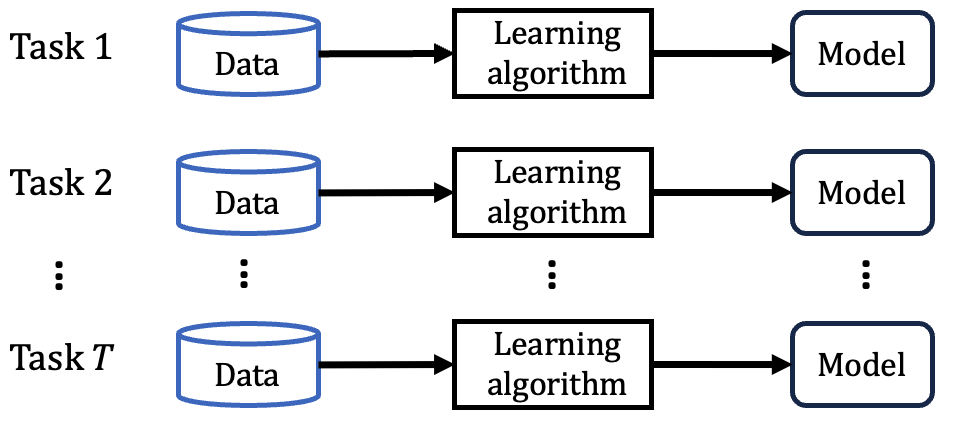 Task 1
Data
Learning
algorithm
Model
Task 2
Data
Learning
algorithm
Model
Task T
Data
Learning
algorithm
Model